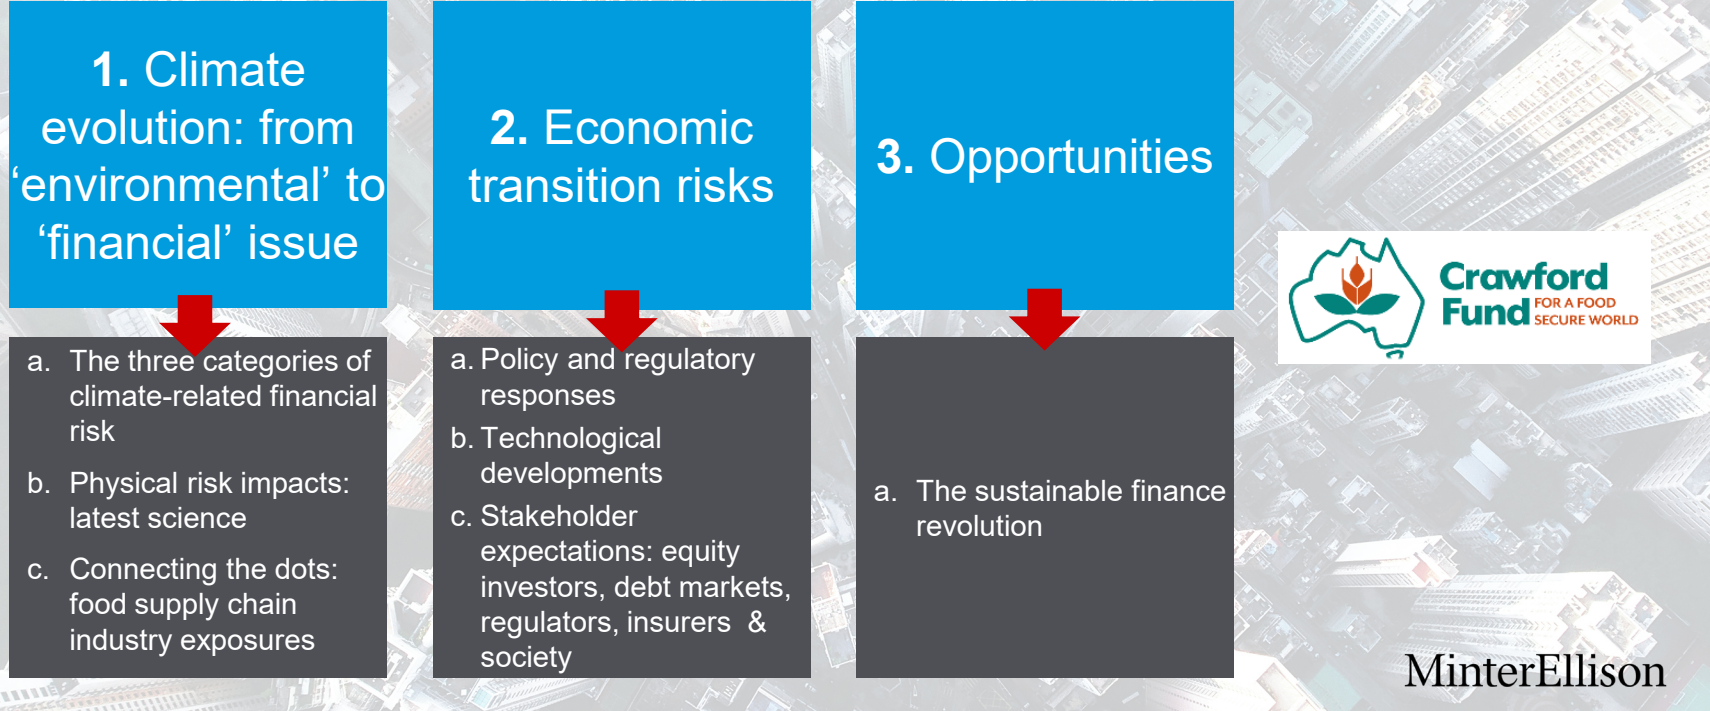 1. Climate
evolution: from
‘environmental’ to
‘financial’ issue
a. The three categories of
climate-related financial
risk
b. Physical risk impacts:
latest science
c. Connecting the dots:
food supply chain
industry exposures
2. Economic
transition risks
a. Policy and regulatory
responses
b. Technological
developments
c. Stakeholder
expectations: equity
investors, debt markets,
regulators, insurers &
society
3. Opportunities
a. The sustainable finance
revolution
Crawford
Fund FOR A FOOD
SECURE WORLD
MinterEllison